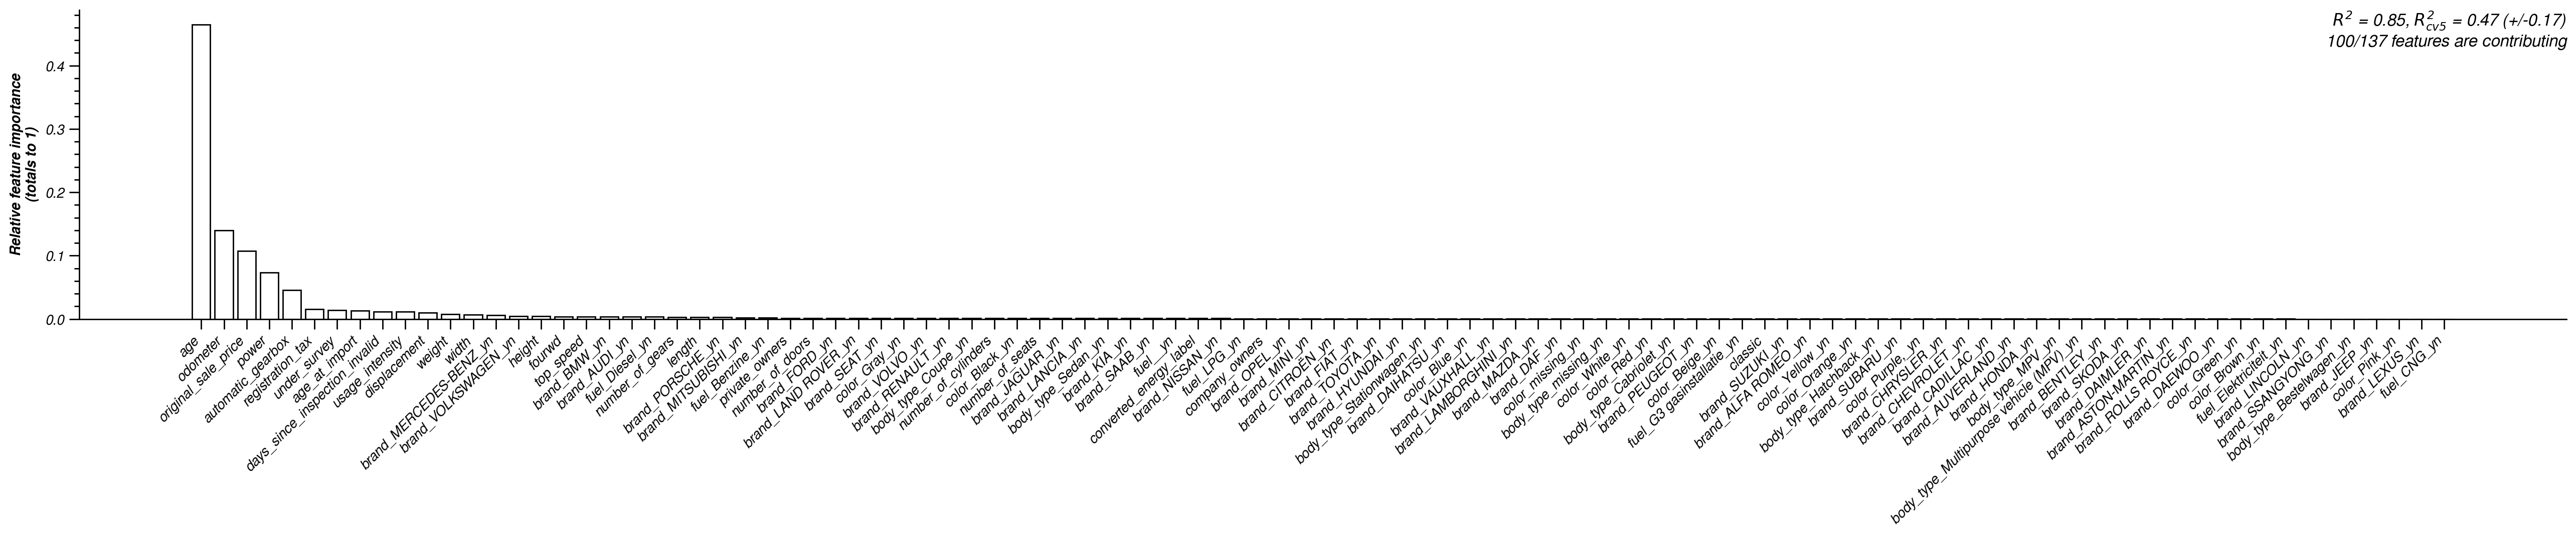 R² = 0.85, R²cv5 = 0.47 (+/-0.17)
100/137 features are contributing
Relative feature importance
(totals to 1)
0.4
0.3
0.2
0.1
0.0
age
odometer
original_sale_price
power
automatic_gearbox
registration_tax
under_survey
age_at_import
days_since_inspection_invalid
usage_intensity
displacement
weight
width
brand_MERCEDES-BENZ_yn
brand_VOLKSWAGEN_yn
height
fourwd
top_speed
brand_BMW_yn
brand_AUDI_yn
fuel_Diesel_yn
number_of_gears
length
brand_PORSCHE_yn
brand_MITSUBISHI_yn
fuel_Benzine_yn
private_owners
number_of_doors
brand_FORD_yn
brand_LAND ROVER_yn
brand_SEAT_yn
color_Gray_yn
brand_VOLVO_yn
brand_RENAULT_yn
body_type_Coupe_yn
number_of_cylinders
color_Black_yn
number_of_seats
brand_JAGUAR_yn
brand_LANCIA_yn
body_type_Sedan_yn
brand_KIA_yn
brand_SAAB_yn
fuel__yn
converted_energy_label
brand_NISSAN_yn
fuel_LPG_yn
company_owners
brand_OPEL_yn
brand_MINI_yn
brand_CITROËN_yn
brand_FIAT_yn
brand_TOYOTA_yn
brand_HYUNDAI_yn
body_type_Stationwagen_yn
brand_DAIHATSU_yn
color_Blue_yn
brand_VAUXHALL_yn
brand_LAMBORGHINI_yn
brand_MAZDA_yn
brand_DAF_yn
color_missing_yn
body_type_missing_yn
color_White_yn
color_Red_yn
body_type_Cabriolet_yn
brand_PEUGEOT_yn
color_Beige_yn
fuel_G3 gasinstallatie_yn
classic
brand_SUZUKI_yn
brand_ALFA ROMEO_yn
color_Yellow_yn
color_Orange_yn
body_type_Hatchback_yn
brand_SUBARU_yn
color_Purple_yn
brand_CHRYSLER_yn
brand_CHEVROLET_yn
brand_CADILLAC_yn
brand_AUVERLAND_yn
brand_HONDA_yn
body_type_MPV_yn
body_type_Multipurpose vehicle (MPV)_yn
brand_BENTLEY_yn
brand_SKODA_yn
brand_DAIMLER_yn
brand_ASTON-MARTIN_yn
brand_ROLLS ROYCE_yn
brand_DAEWOO_yn
color_Green_yn
color_Brown_yn
fuel_Elektriciteit_yn
brand_LINCOLN_yn
brand_SSANGYONG_yn
body_type_Bestelwagen_yn
brand_JEEP_yn
color_Pink_yn
brand_LEXUS_yn
fuel_CNG_yn